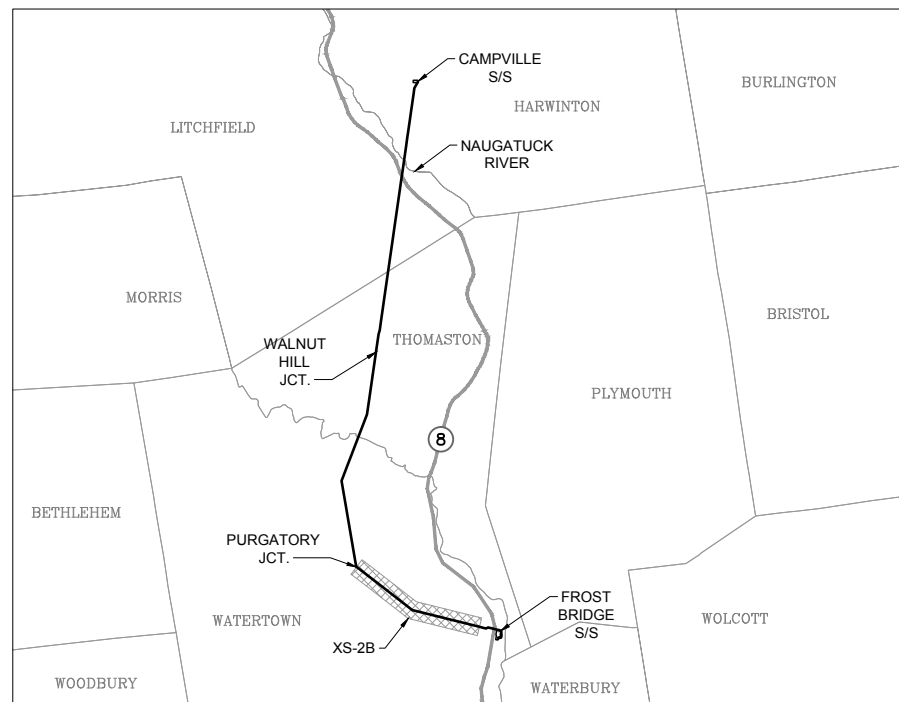 CAMPVILLE
S/S
BURLINGTON
HARWINTON
LITCHFIELD
NAUGATUCK
RIVER
MORRIS
BRISTOL
WALNUT
HILL
JCT.
THOMASTON
PLYMOUTH
8
BETHLEHEM
PURGATORY
JCT.
FROST
BRIDGE
S/S
WATERTOWN
WOLCOTT
XS-2B
WOODBURY
WATERBURY